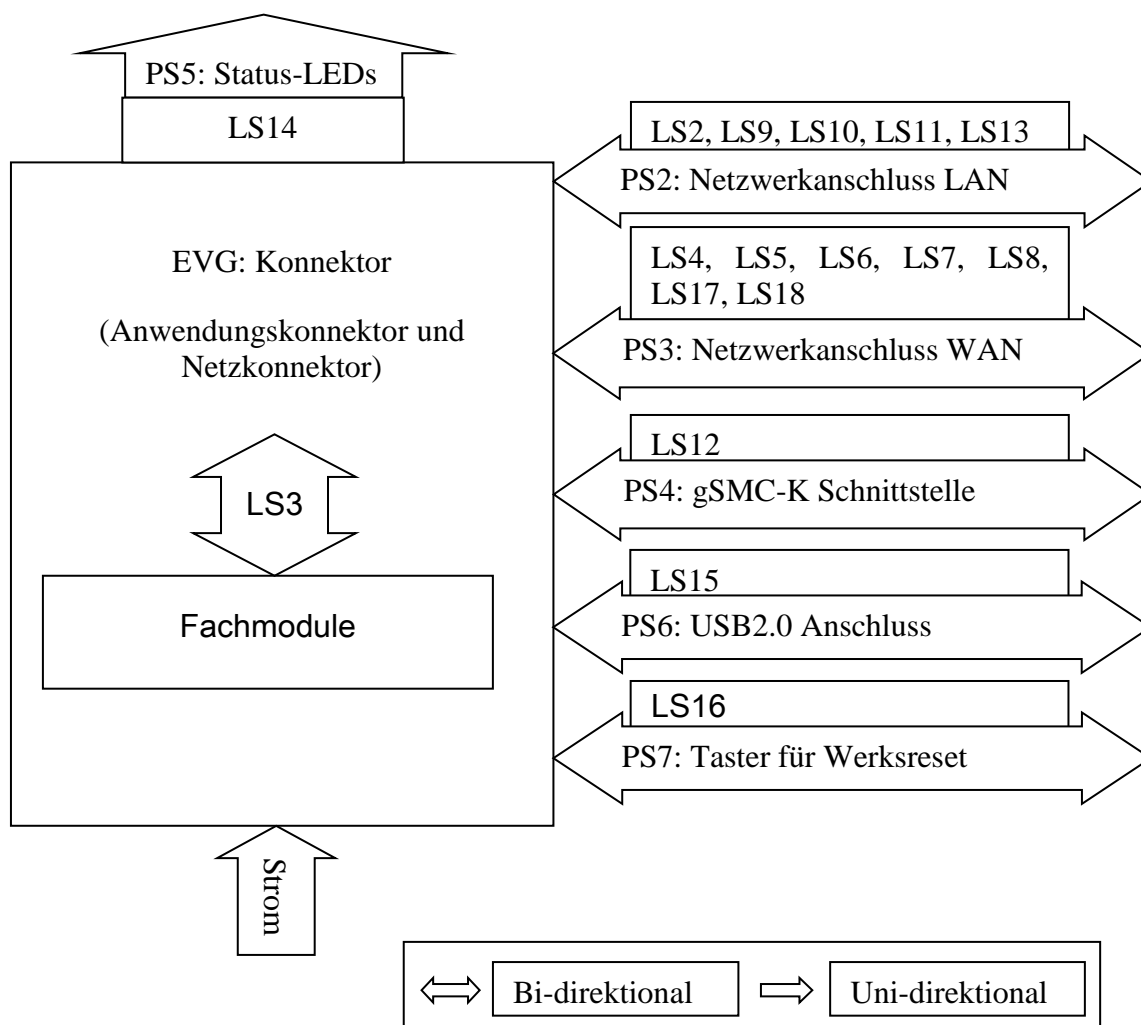 PS5: Status-LEDs
LS14
EVG: Konnektor
(Anwendungskonnektor und
Netzkonnektor)
LS3
Fachmodule
Strom
LS2, LS9, LS10, LS11, LS13
PS2: Netzwerkanschluss LAN
LS4, LS5, LS6, LS7, LS8,
LS17, LS18
PS3: Netzwerkanschluss WAN
LS12
PS4: gSMC-K Schnittstelle
LS15
PS6: USB2.0 Anschluss
LS16
PS7: Taster für Werksreset
Bi-direktional
Uni-direktional